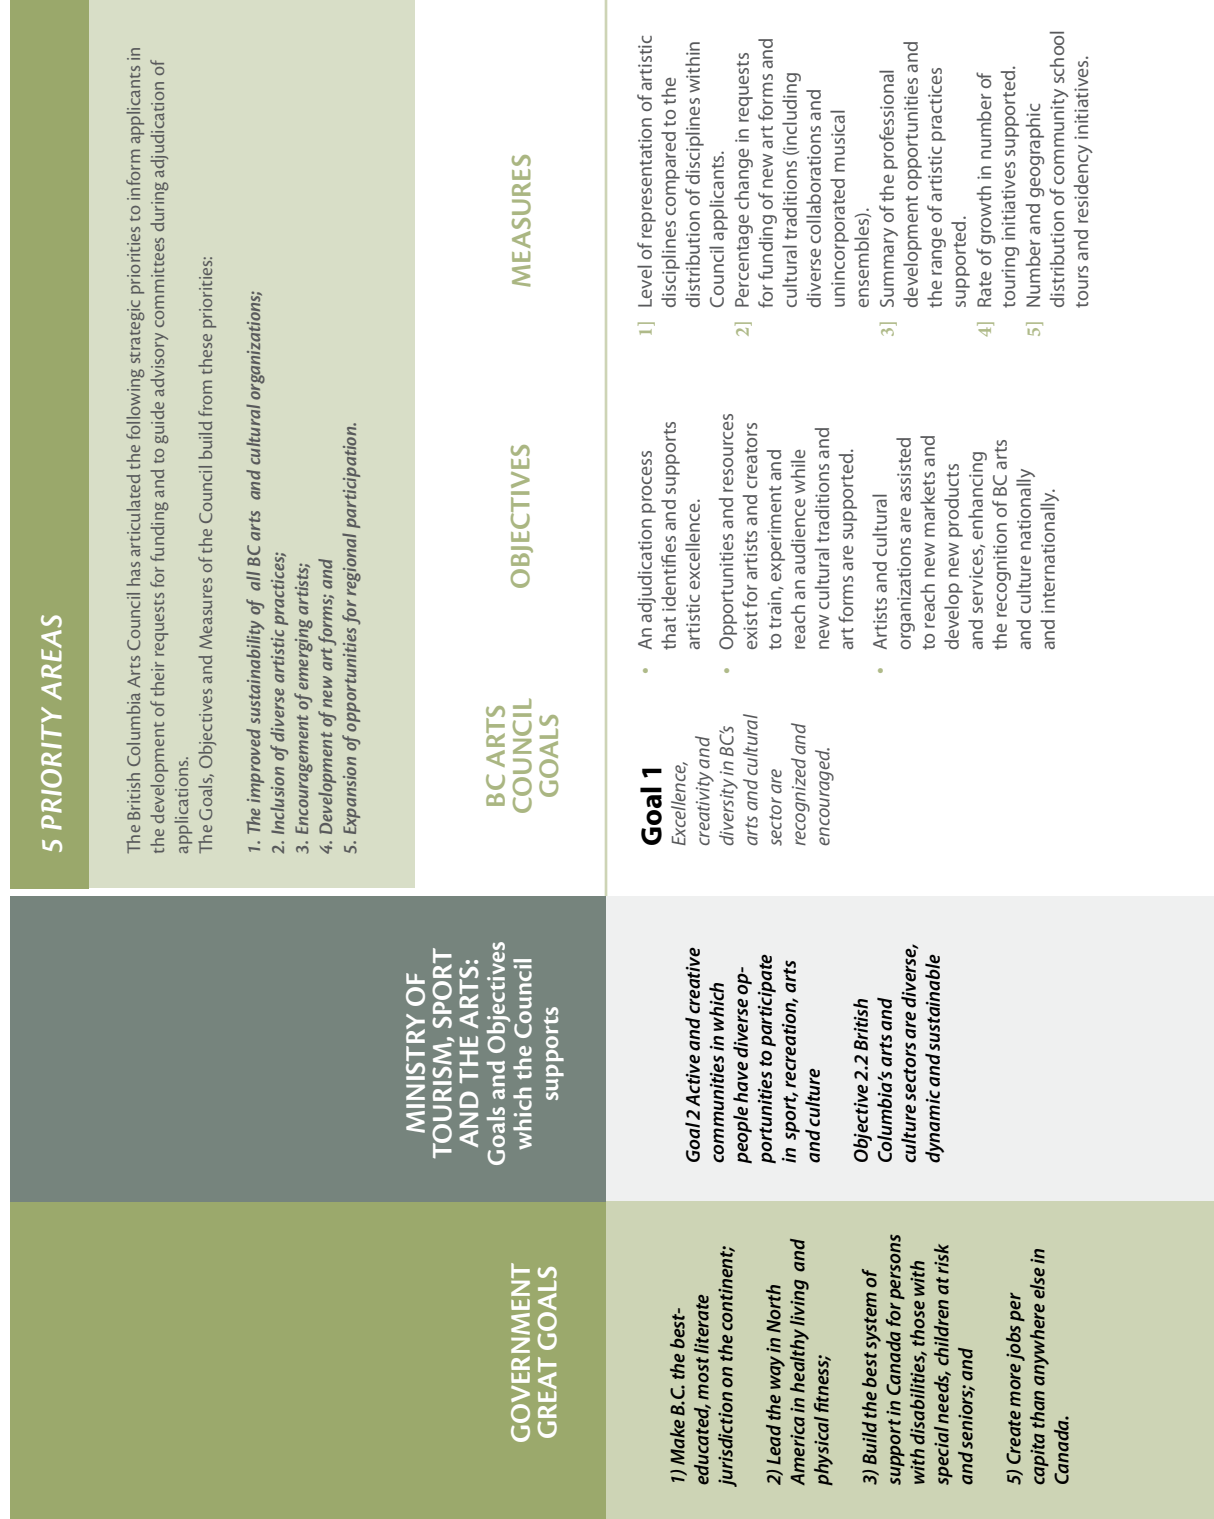 5 PRIORITY AREAS
The British Columbia Arts Council has articulated the following strategic priorities to inform applicants in
the development of their requests for funding and to guide advisory committees during adjudication of
applications.
The Goals, Objectives and Measures of the Council build from these priorities:
1. The improved sustainability of all BC arts and cultural organizations;
2. Inclusion of diverse artistic practices;
3. Encouragement of emerging artists;
4. Development of new art forms; and
5. Expansion of opportunities for regional participation.
GOVERNMENT
GREAT GOALS
MINISTRY OF
TOURISM, SPORT
AND THE ARTS:
Goals and Objectives
which the Council
supports
BC ARTS
COUNCIL
GOALS
OBJECTIVES
MEASURES
1) Make B.C. the best-
educated, most literate
jurisdiction on the continent;
2) Lead the way in North
America in healthy living and
physical fitness;
3) Build the best system of
support in Canada for persons
with disabilities, those with
special needs, children at risk
and seniors; and
5) Create more jobs per
capita than anywhere else in
Canada.
Goal 2 Active and creative
communities in which
people have diverse op-
portunities to participate
in sport, recreation, arts
and culture
Objective 2.2 British
Columbia's arts and
culture sectors are diverse,
dynamic and sustainable
Goal 1
Excellence,
creativity and
diversity in BC's
arts and cultural
sector are
recognized and
encouraged.
• An adjudication process
that identifies and supports
artistic excellence.
• Opportunities and resources
exist for artists and creators
to train, experiment and
reach an audience while
new cultural traditions and
art forms are supported.
• Artists and cultural
organizations are assisted
to reach new markets and
develop new products
and services, enhancing
the recognition of BC arts
and culture nationally
and internationally.
1] Level of representation of artistic
disciplines compared to the
distribution of disciplines within
Council applicants.
2] Percentage change in requests
for funding of new art forms and
cultural traditions (including
diverse collaborations and
unincorporated musical
ensembles).
3] Summary of the professional
development opportunities and
the range of artistic practices
supported.
4] Rate of growth in number of
touring initiatives supported.
5] Number and geographic
distribution of community school
tours and residency initiatives.